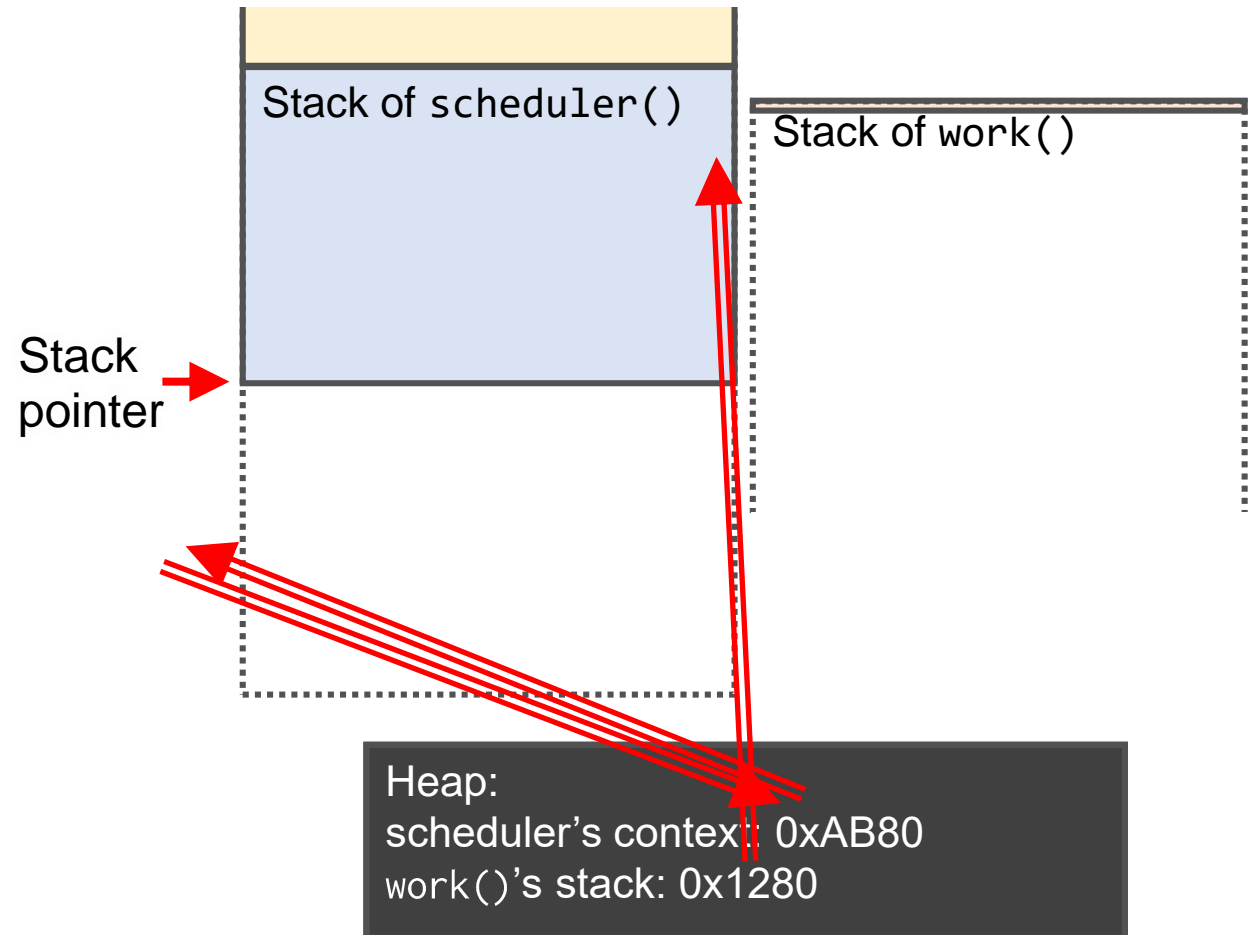 Stack of scheduler()
Stack of work()
Stack
pointer
Heap:
scheduler’s context: 0xAB80
work()’s stack: 0x1280